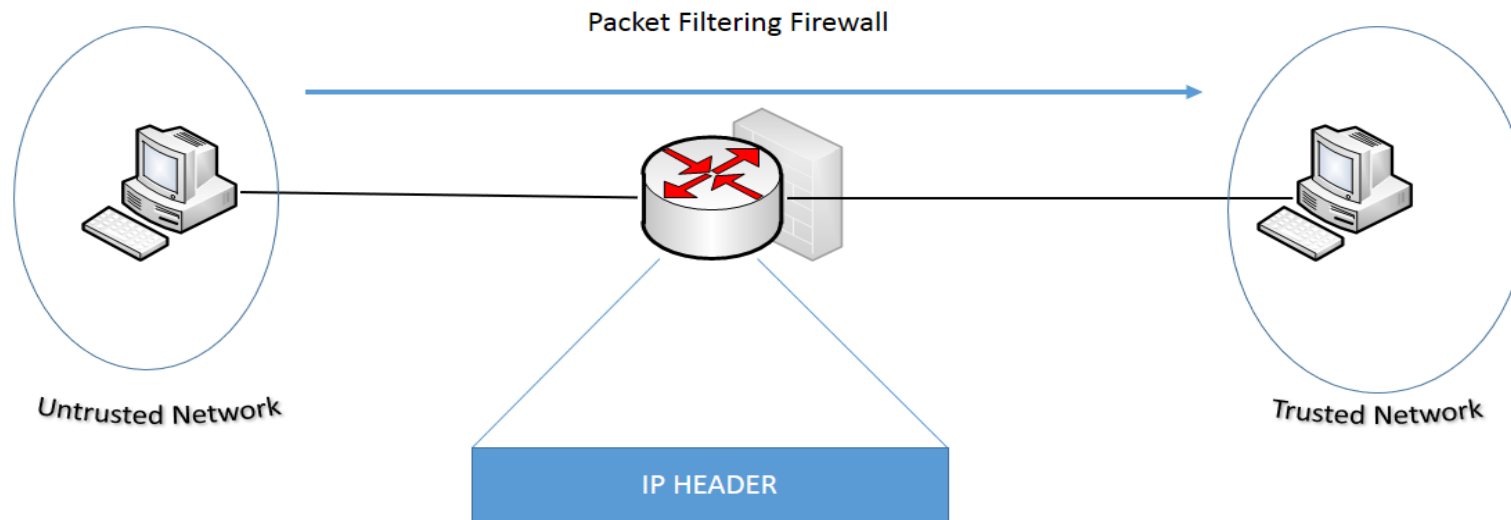 Packet Filtering Firewall
Untrusted Network
Trusted Network
IP HEADER